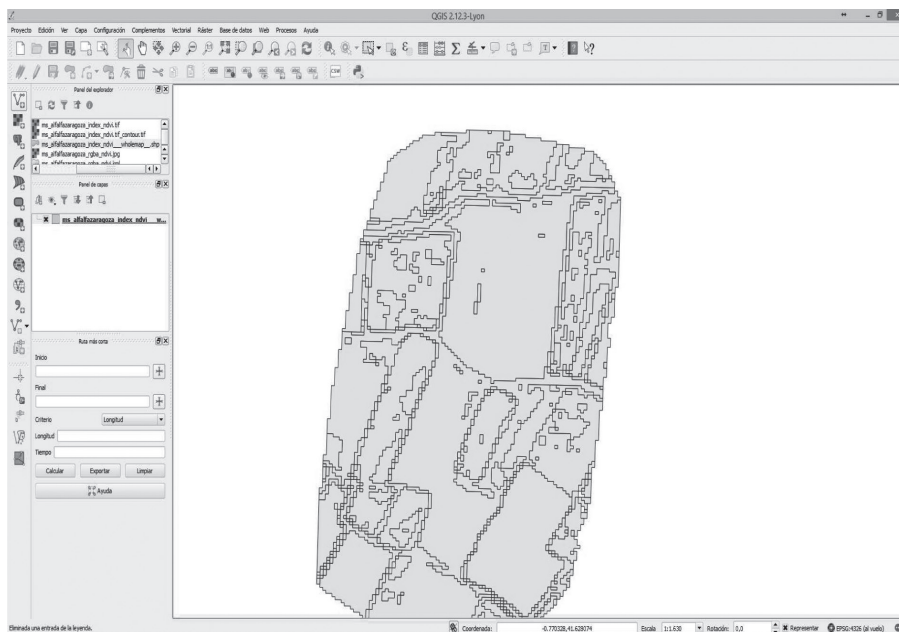 QGIS 2.12.3-Lyon
Proyecto Edición Ver Capa Configuración Complementos Vectorial Ráster Base de datos Web Procesos Ayuda
Panel del explorador
ms_alfalfazaragoza_index_ndvi.tif
ms_alfalfazaragoza_index_ndvi.tif_contour.tif
ms_alfalfazaragoza_index_ndvi__wholemap__.shp
ms_alfalfazaragoza_rgba_ndvi.jpg
Panel de capas
ms_alfalfazaragoza_index_ndvi__w...
Ruta más corta
Inicio
Final
Criterio Longitud
Longitud
Tiempo
Calcular Exportar Limpiar
Ayuda
Eliminada una entrada de la leyenda. Coordenada: -0.770328,41.628074 Escala 1:1.630 Rotación: 0,0 Representar EPSG:4326 (al vuelo)